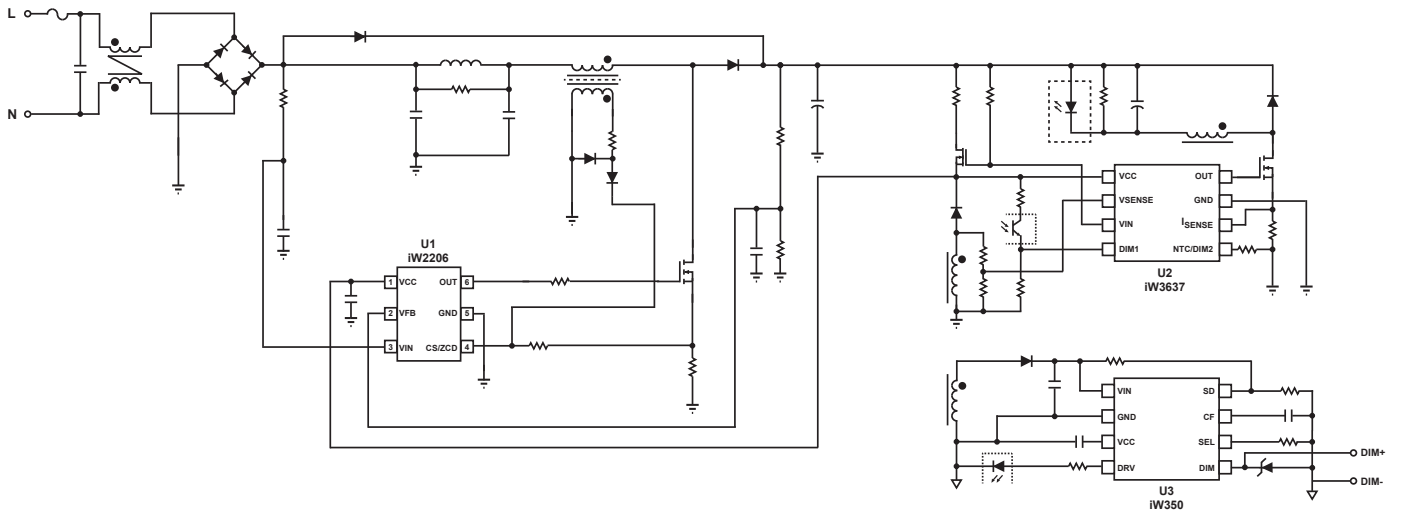 L
N
U1
iW2206
1 VCC OUT 6
2 VFB GND 5
3 VIN CS/ZCD 4
VCC OUT
VSENSE GND
VIN ISENSE
DIM1 NTC/DIM2
U2
iW3637
VIN SD
GND CF
VCC SEL
DRV DIM
U3
iW350
DIM+
DIM-